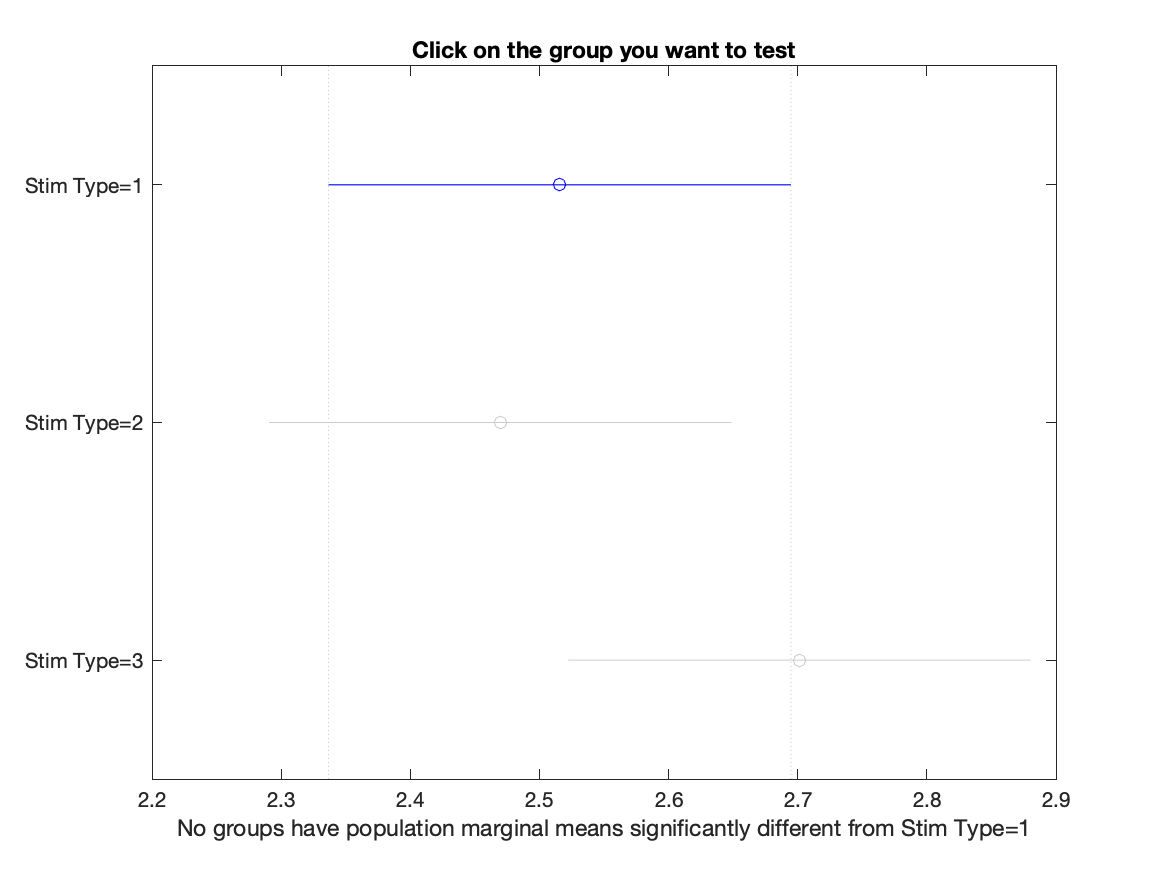 Click on the group you want to test
Stim Type=1
Stim Type=2
Stim Type=3
2.2 2.3 2.4 2.5 2.6 2.7 2.8 2.9
No groups have population marginal means significantly different from Stim Type=1